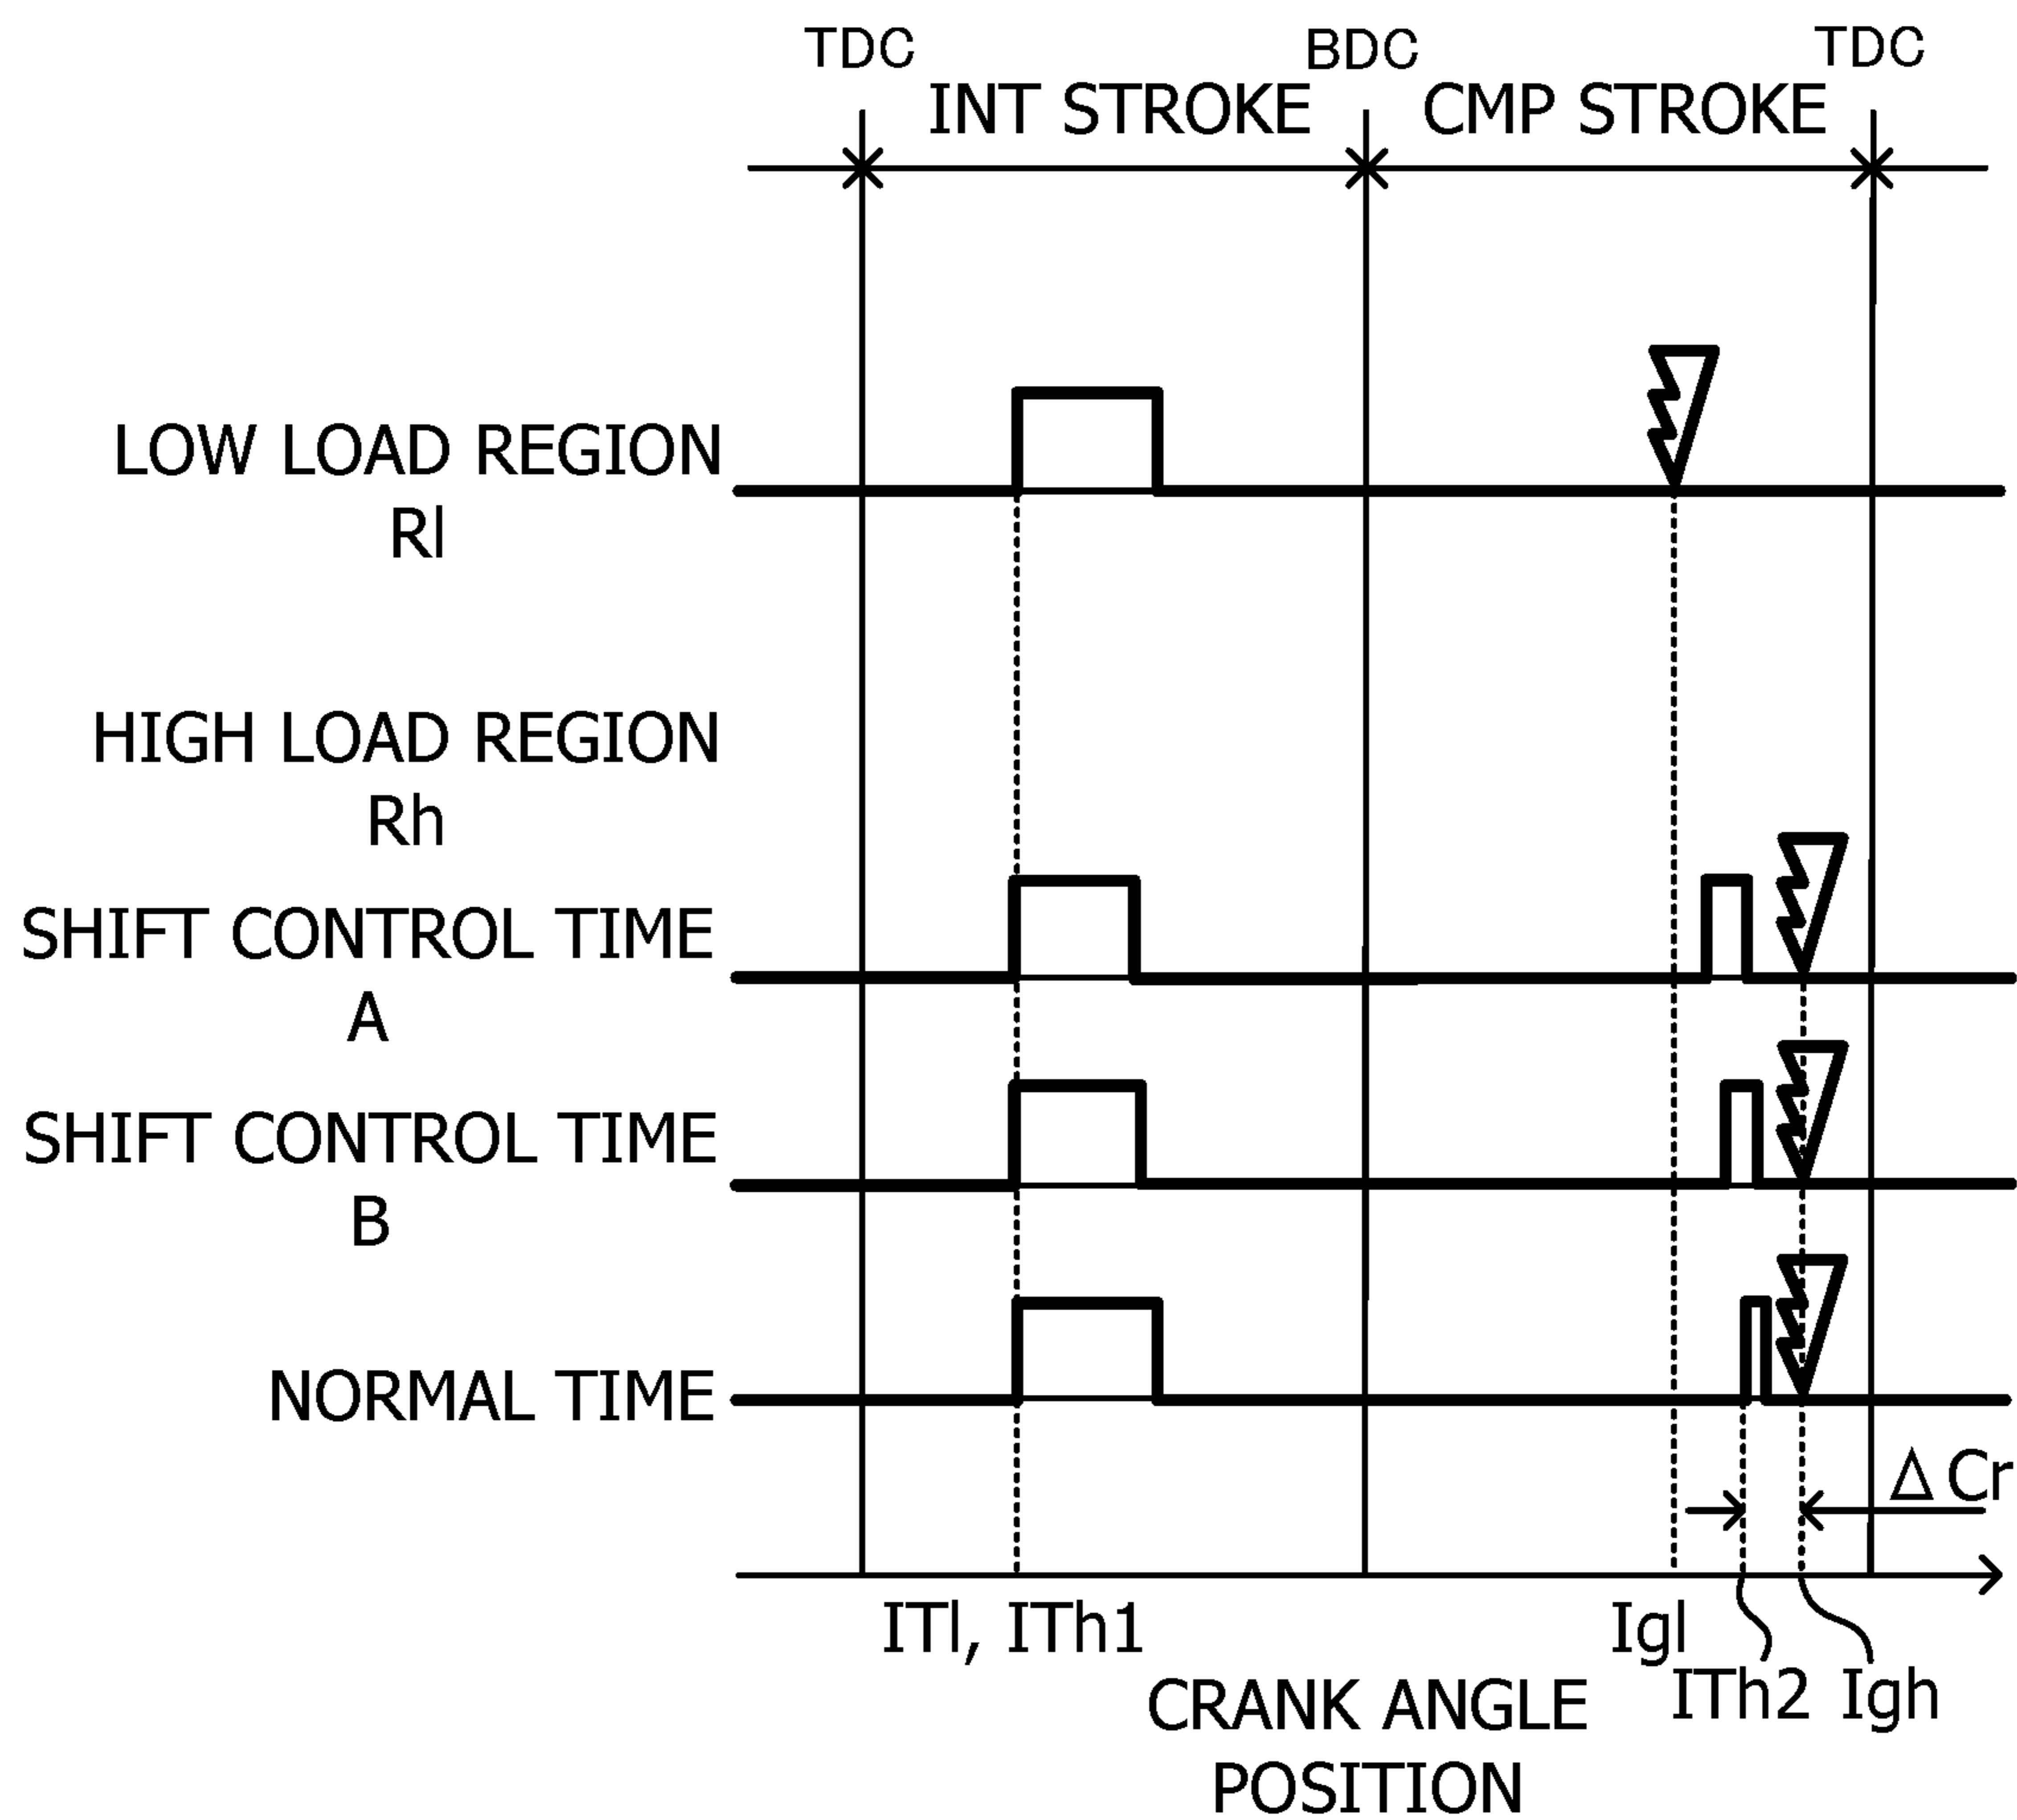 TDC BDC TDC
INT STROKE CMP STROKE
LOW LOAD REGION
Rl
HIGH LOAD REGION
Rh
SHIFT CONTROL TIME
A
SHIFT CONTROL TIME
B
NORMAL TIME
Δ Cr
ITl, ITh1 Igl
ITh2 Igh
CRANK ANGLE
POSITION